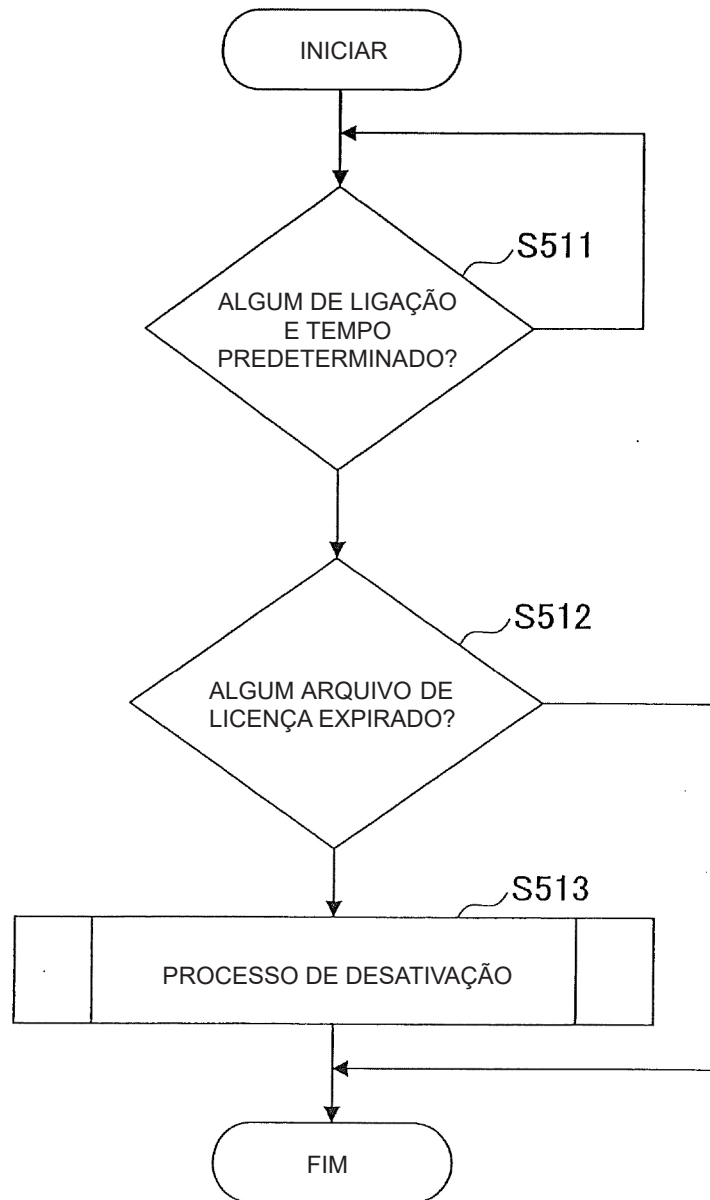 INICIAR
S511
ALGUM DE LIGAÇÃO
E TEMPO
PREDETERMINADO?
S512
ALGUM ARQUIVO DE
LICENÇA EXPIRADO?
S513
PROCESSO DE DESATIVAÇÃO
FIM